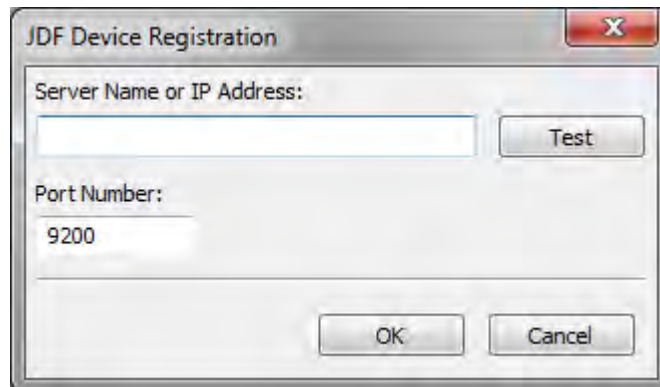 JDF Device Registration
Server Name or IP Address:
Test
Port Number:
9200
OK
Cancel